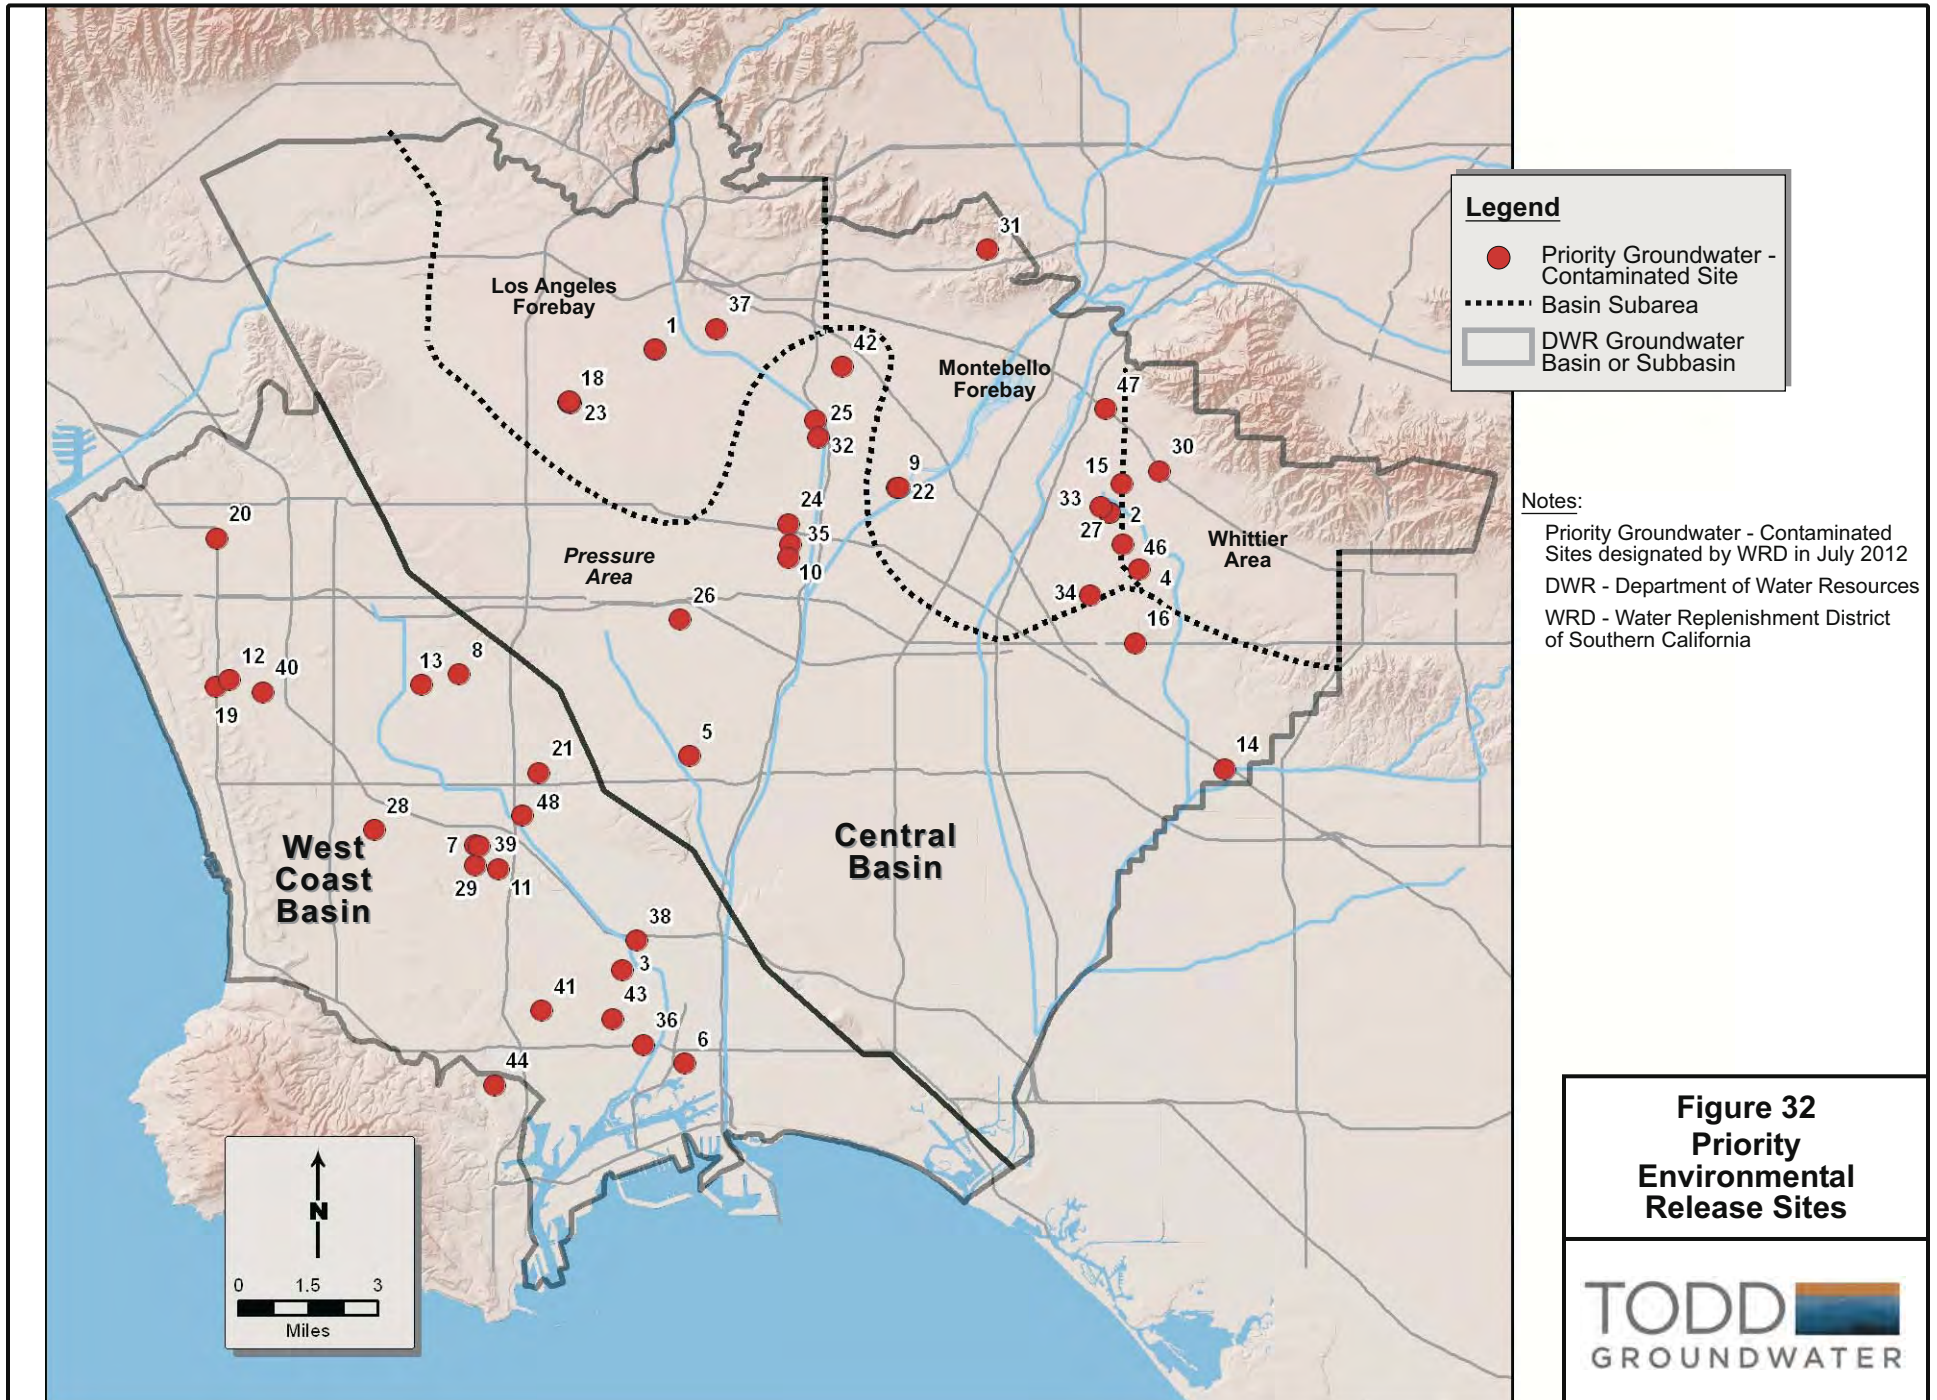 31
Los Angeles
Forebay
37
1
42
Montebello
Forebay
18
23
47
25
32
30
9
22
15
24
33
2
27
20
35
Pressure
Area
10
Whittier
Area
46
4
34
26
16
12
40
13
8
19
5
21
14
28
48
West
Coast
Basin
7
39
29
11
Central
Basin
38
3
41
43
36
6
44
N
0 1.5 3
Miles
Legend
Priority Groundwater -
Contaminated Site
Basin Subarea
DWR Groundwater
Basin or Subbasin
Notes:
Priority Groundwater - Contaminated
Sites designated by WRD in July 2012
DWR - Department of Water Resources
WRD - Water Replenishment District
of Southern California
Figure 32
Priority
Environmental
Release Sites
TODD
GROUNDWATER